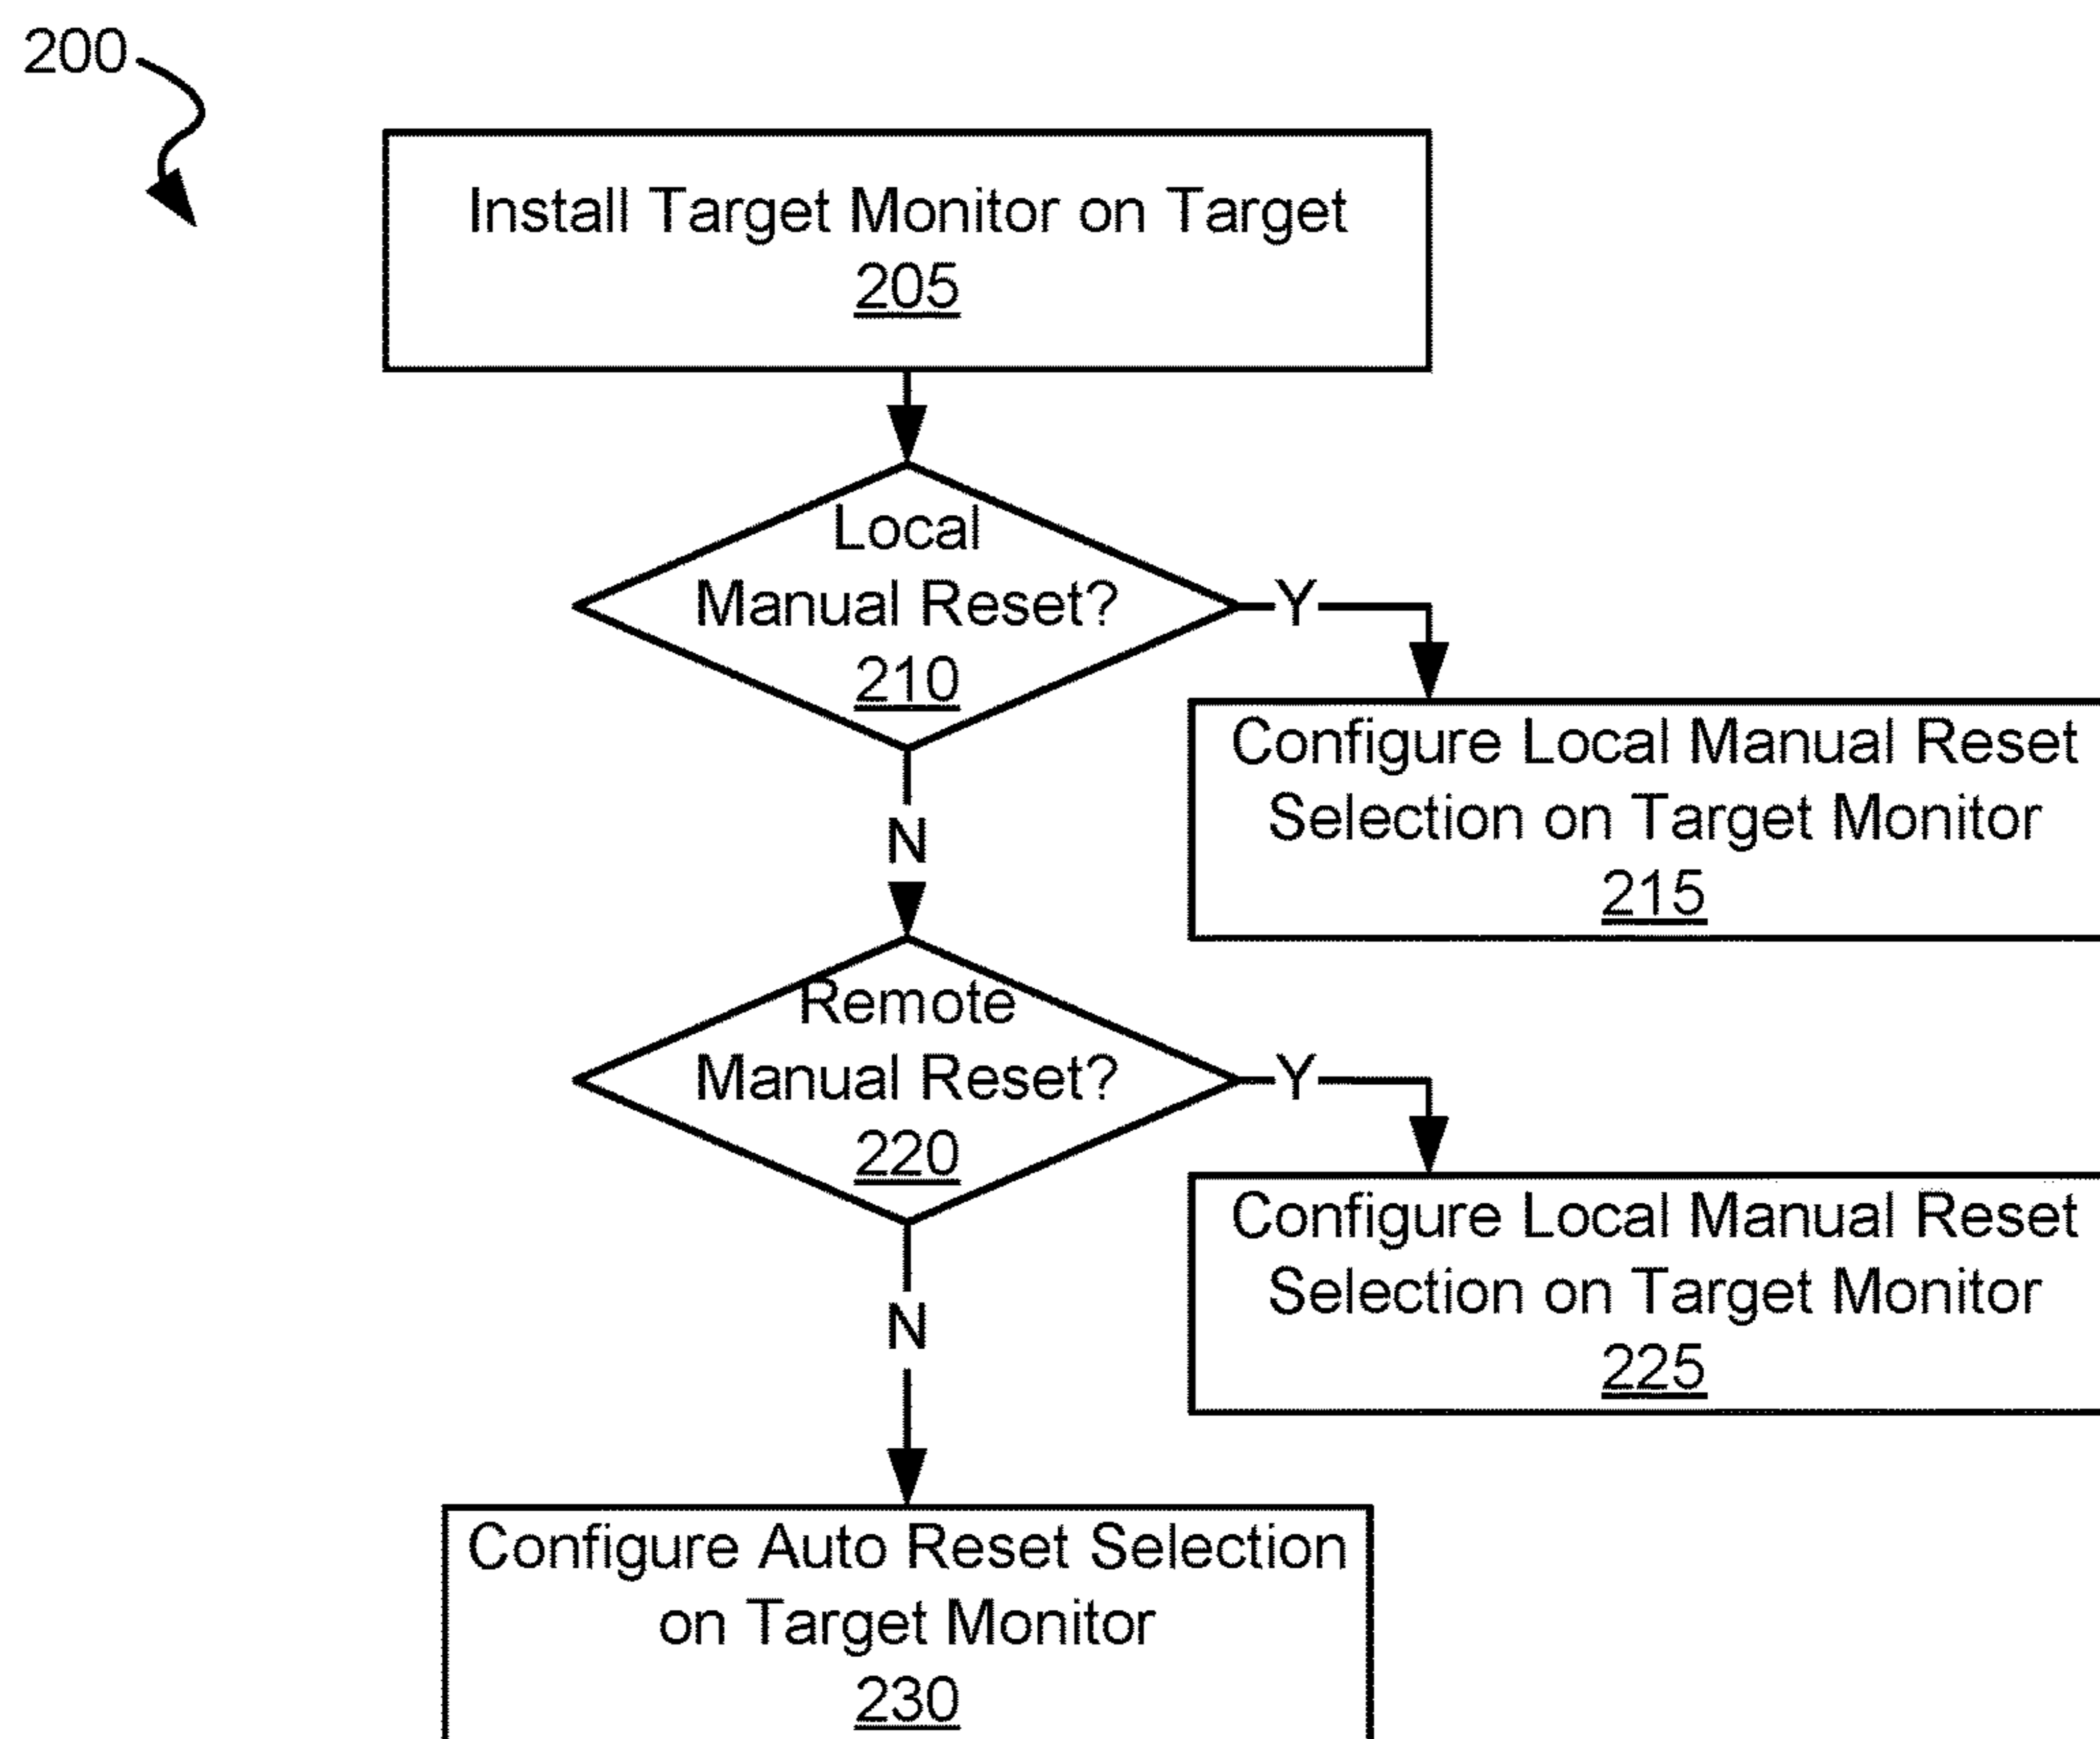 200
Install Target Monitor on Target
205
Local
Manual Reset?
210
Y
Configure Local Manual Reset
Selection on Target Monitor
215
N
Remote
Manual Reset?
220
Y
Configure Local Manual Reset
Selection on Target Monitor
225
N
Configure Auto Reset Selection
on Target Monitor
230